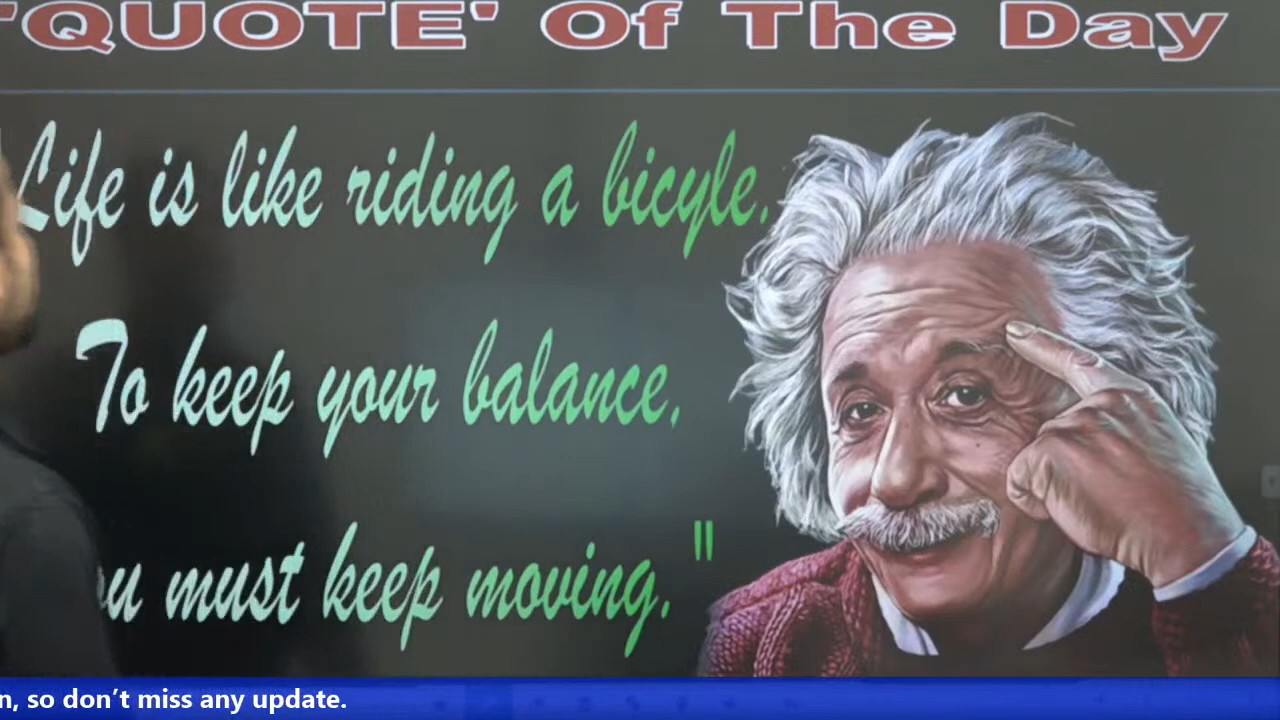 'QUOTE' Of The Day
Life is like riding a bicyle.
To keep your balance,
u must keep moving."
n, so don't miss any update.